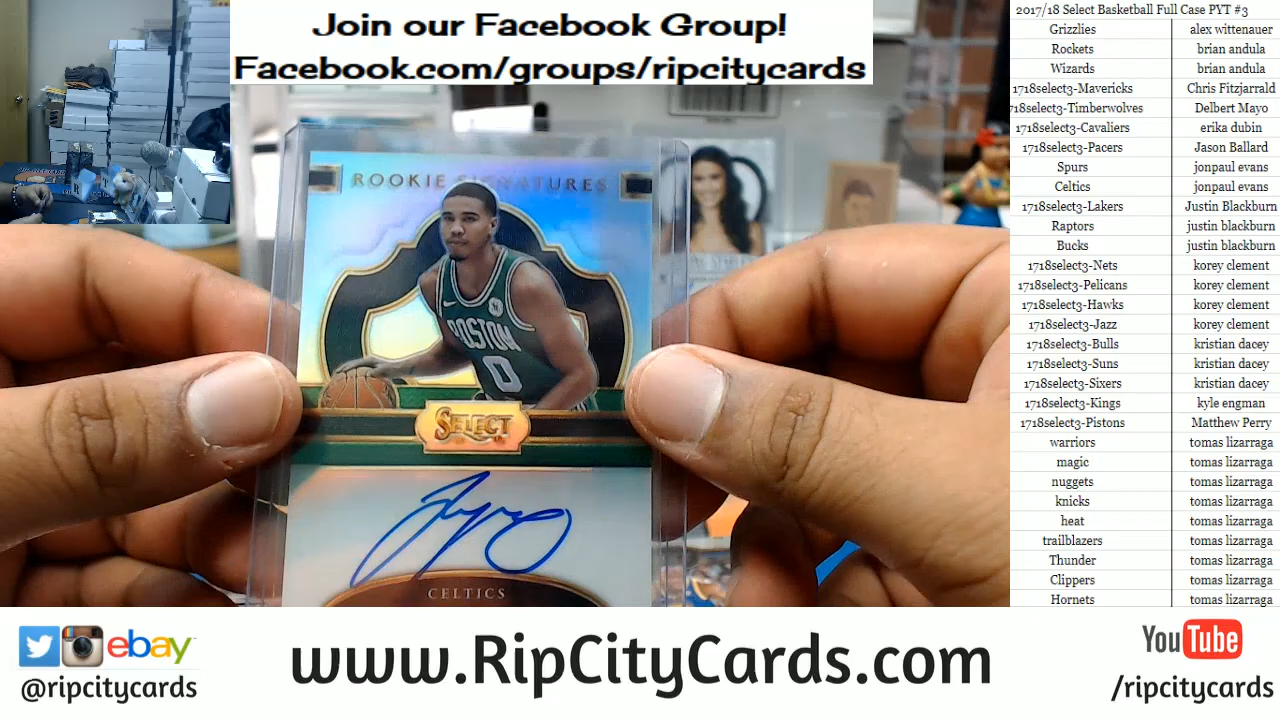 Join our Facebook Group!
Facebook.com/groups/ripcitycards
2017/18 Select Basketball Full Case PYT #3
Grizzlies alex wittenauer
Rockets brian andula
Wizards brian andula
1718select3-Mavericks Chris Fitzjarrald
718select3-Timberwolves Delbert Mayo
1718select3-Cavaliers erika dubin
1718select3-Pacers Jason Ballard
Spurs jonpaul evans
Celtics jonpaul evans
1718select3-Lakers Justin Blackburn
Raptors justin blackburn
Bucks justin blackburn
1718select3-Nets korey clement
1718select3-Pelicans korey clement
1718select3-Hawks korey clement
1718select3-Jazz korey clement
1718select3-Bulls kristian dacey
1718select3-Suns kristian dacey
1718select3-Sixers kristian dacey
1718select3-Kings kyle engman
1718select3-Pistons Matthew Perry
warriors tomas lizarraga
magic tomas lizarraga
nuggets tomas lizarraga
knicks tomas lizarraga
heat tomas lizarraga
trailblazers tomas lizarraga
Thunder tomas lizarraga
Clippers tomas lizarraga
Hornets tomas lizarraga
ROOKIE SIGNATURES
BOSTON
0
SELECT
CELTICS
ebay
@ripcitycards
www.RipCityCards.com
YouTube
/ripcitycards